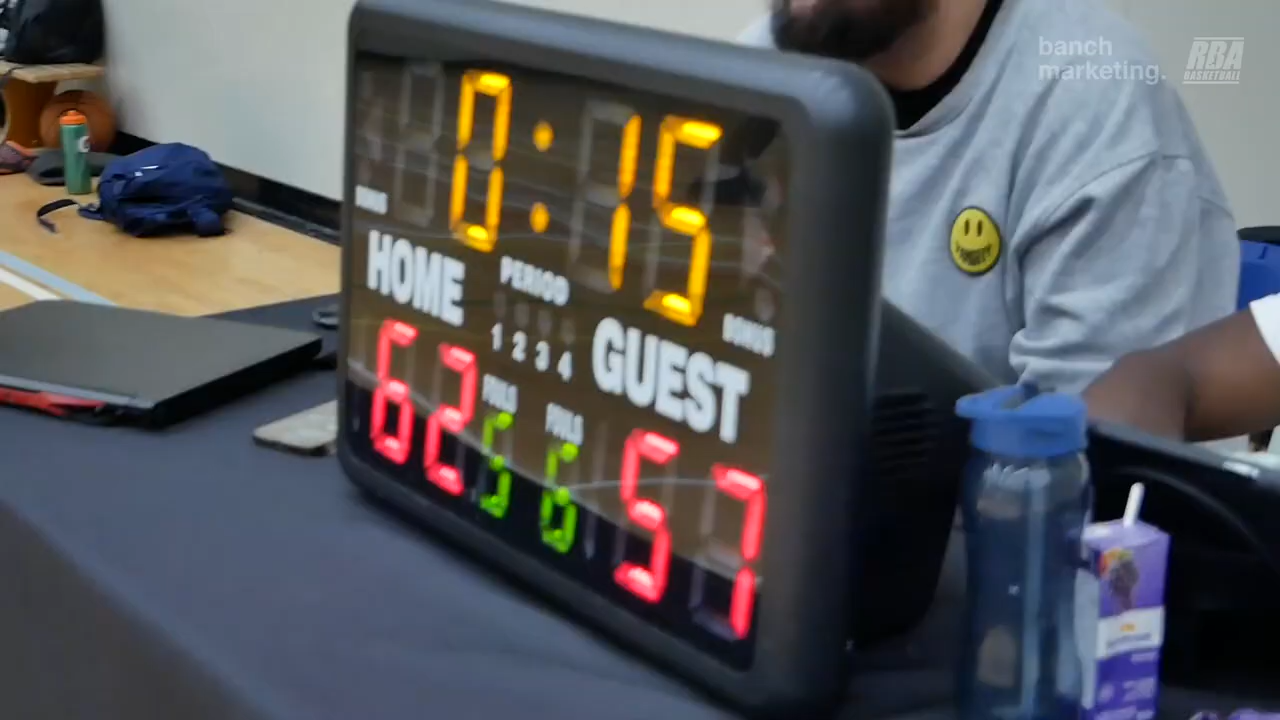 banch
marketing.
RBA
BASKETBALL
0:15
BONUS
HOME
PERIOD
1 2 3 4
GUEST
BONUS
62
FOULS
5
FOULS
6
57